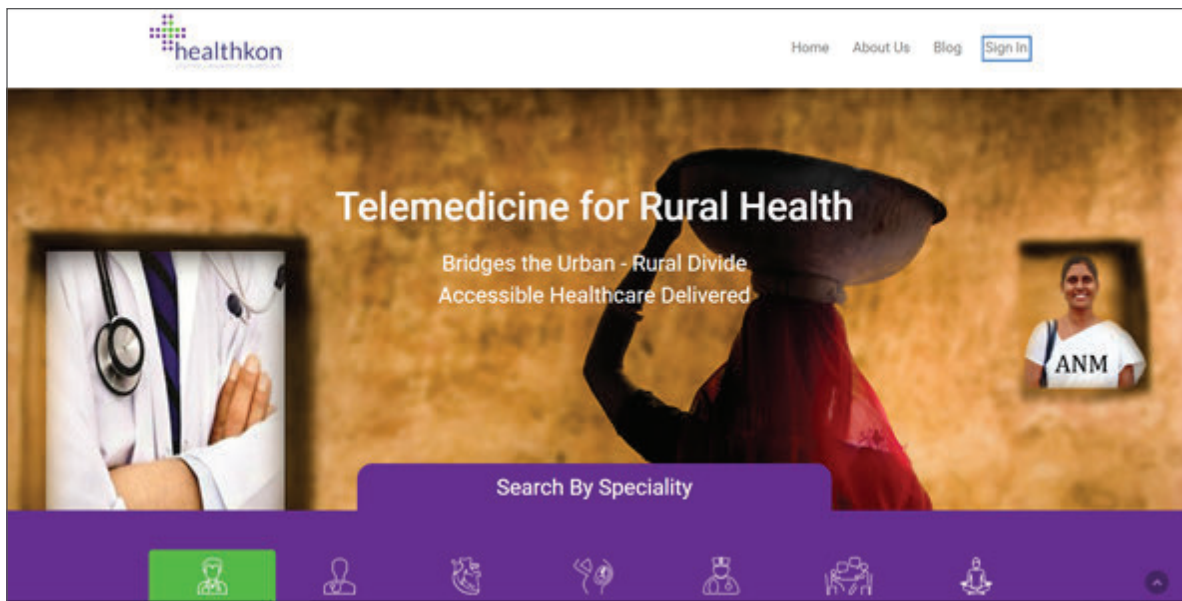 healthkon
Home About Us Blog Sign In
Telemedicine for Rural Health
Bridges the Urban - Rural Divide
Accessible Healthcare Delivered
ANM
Search By Speciality